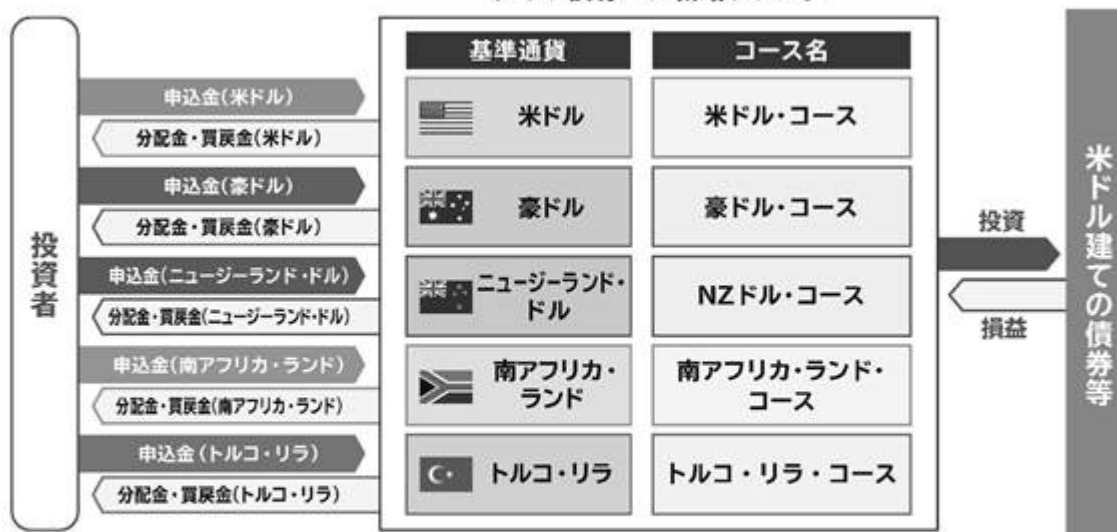 投資者
申込金(米ドル)
分配金・買戻金(米ドル)
申込金(豪ドル)
分配金・買戻金(豪ドル)
申込金(ニュージーランド・ドル)
分配金・買戻金(ニュージーランド・ドル)
申込金(南アフリカ・ランド)
分配金・買戻金(南アフリカ・ランド)
申込金(トルコ・リラ)
分配金・買戻金(トルコ・リラ)
基準通貨 コース名
米ドル 米ドル・コース
豪ドル 豪ドル・コース
ニュージーランド・
ドル
NZドル・コース
南アフリカ・
ランド
南アフリカ・ランド・
コース
トルコ・リラ トルコ・リラ・コース
投資
損益
米ドル建ての債券等